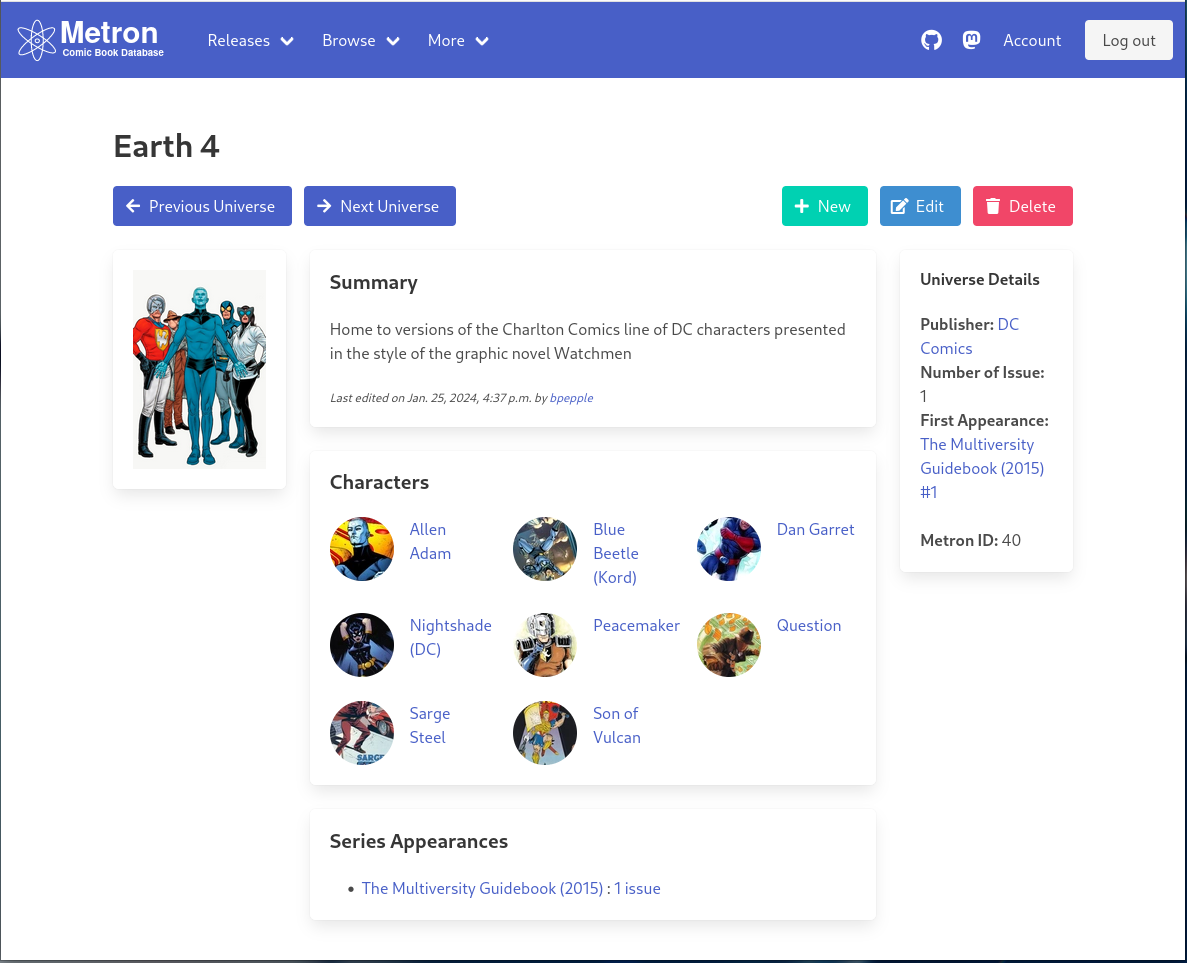 Metron
Comic Book Database
Releases
Browse
More
Account
Log out
Earth 4
Previous Universe
Next Universe
New
Edit
Delete
Summary
Home to versions of the Charlton Comics line of DC characters presented
in the style of the graphic novel Watchmen
Last edited on Jan. 25, 2024, 4:37 p.m. by bpepple
Characters
Allen
Adam
Blue
Beetle
(Kord)
Dan Garret
Nightshade
(DC)
Peacemaker
Question
Sarge
Steel
SARGE
Son of
Vulcan
Series Appearances
• The Multiversity Guidebook (2015) : 1 issue
Universe Details
Publisher: DC
Comics
Number of Issue:
1
First Appearance:
The Multiversity
Guidebook (2015)
#1
Metron ID: 40